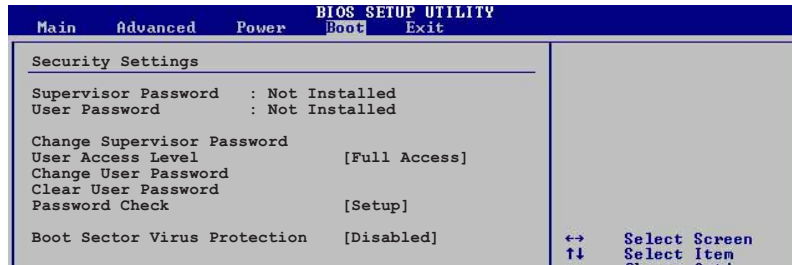 BIOS SETUP UTILITY
Main Advanced Power Boot Exit
Security Settings
Supervisor Password : Not Installed
User Password : Not Installed
Change Supervisor Password
User Access Level [Full Access]
Change User Password
Clear User Password
Password Check [Setup]
Boot Sector Virus Protection [Disabled]
↔ Select Screen
↑↓ Select Item